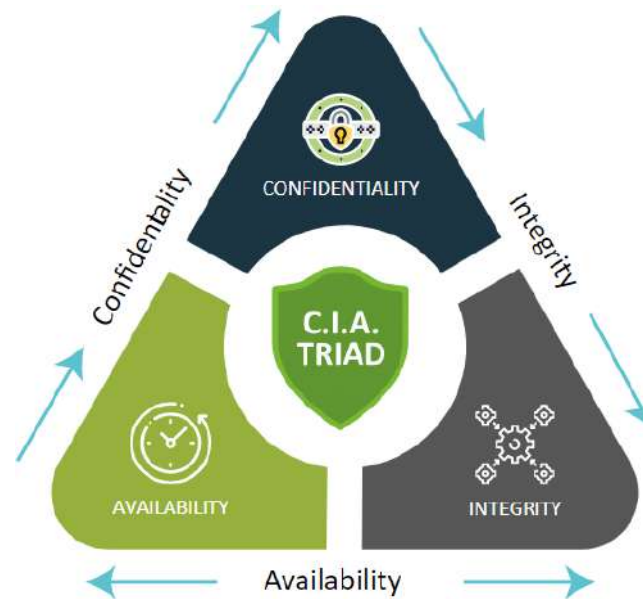 CONFIDENTIALITY
Confidentality
Integrity
C.I.A.
TRIAD
AVAILABILITY
INTEGRITY
Availability